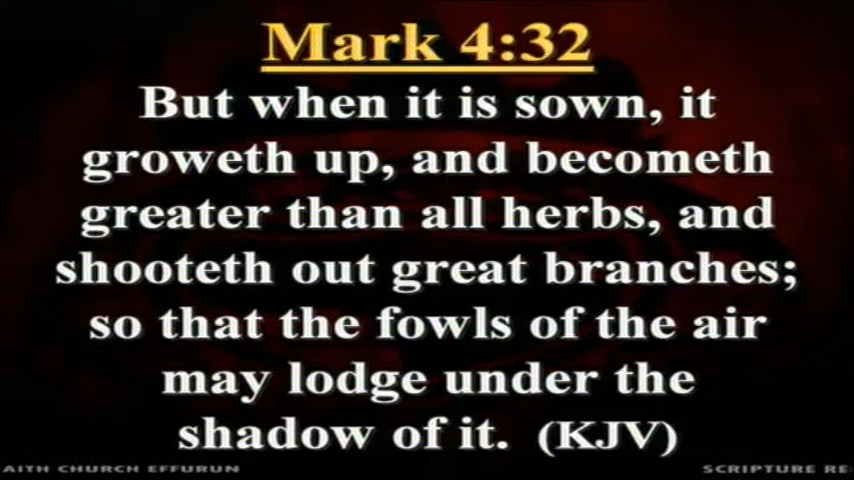 Mark 4:32
But when it is sown, it
groweth up, and becometh
greater than all herbs, and
shooteth out great branches;
so that the fowls of the air
may lodge under the
shadow of it. (KJV)
AITH CHURCH EFFURUN
SCRIPTURE RE